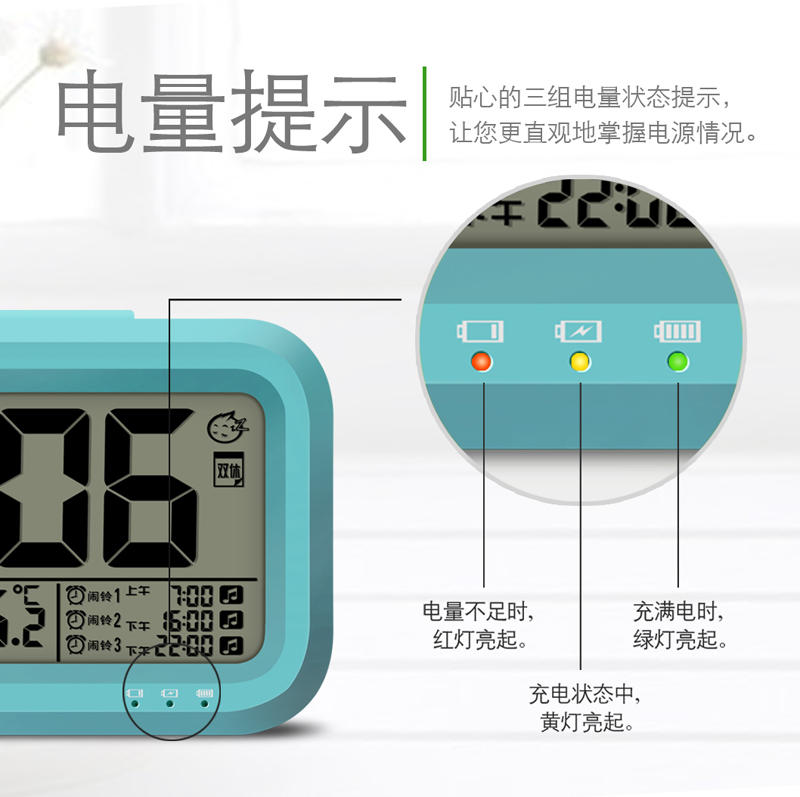 电量提示
贴心的三组电量状态提示，
让您更直观地掌握电源情况。
午 22:00
06
双休
6.2 °C
闹铃1 上午 7:00
闹铃2 下午 16:00
闹铃3 下午 22:00
电量不足时,
红灯亮起。
充电状态中,
黄灯亮起。
充满电时,
绿灯亮起。